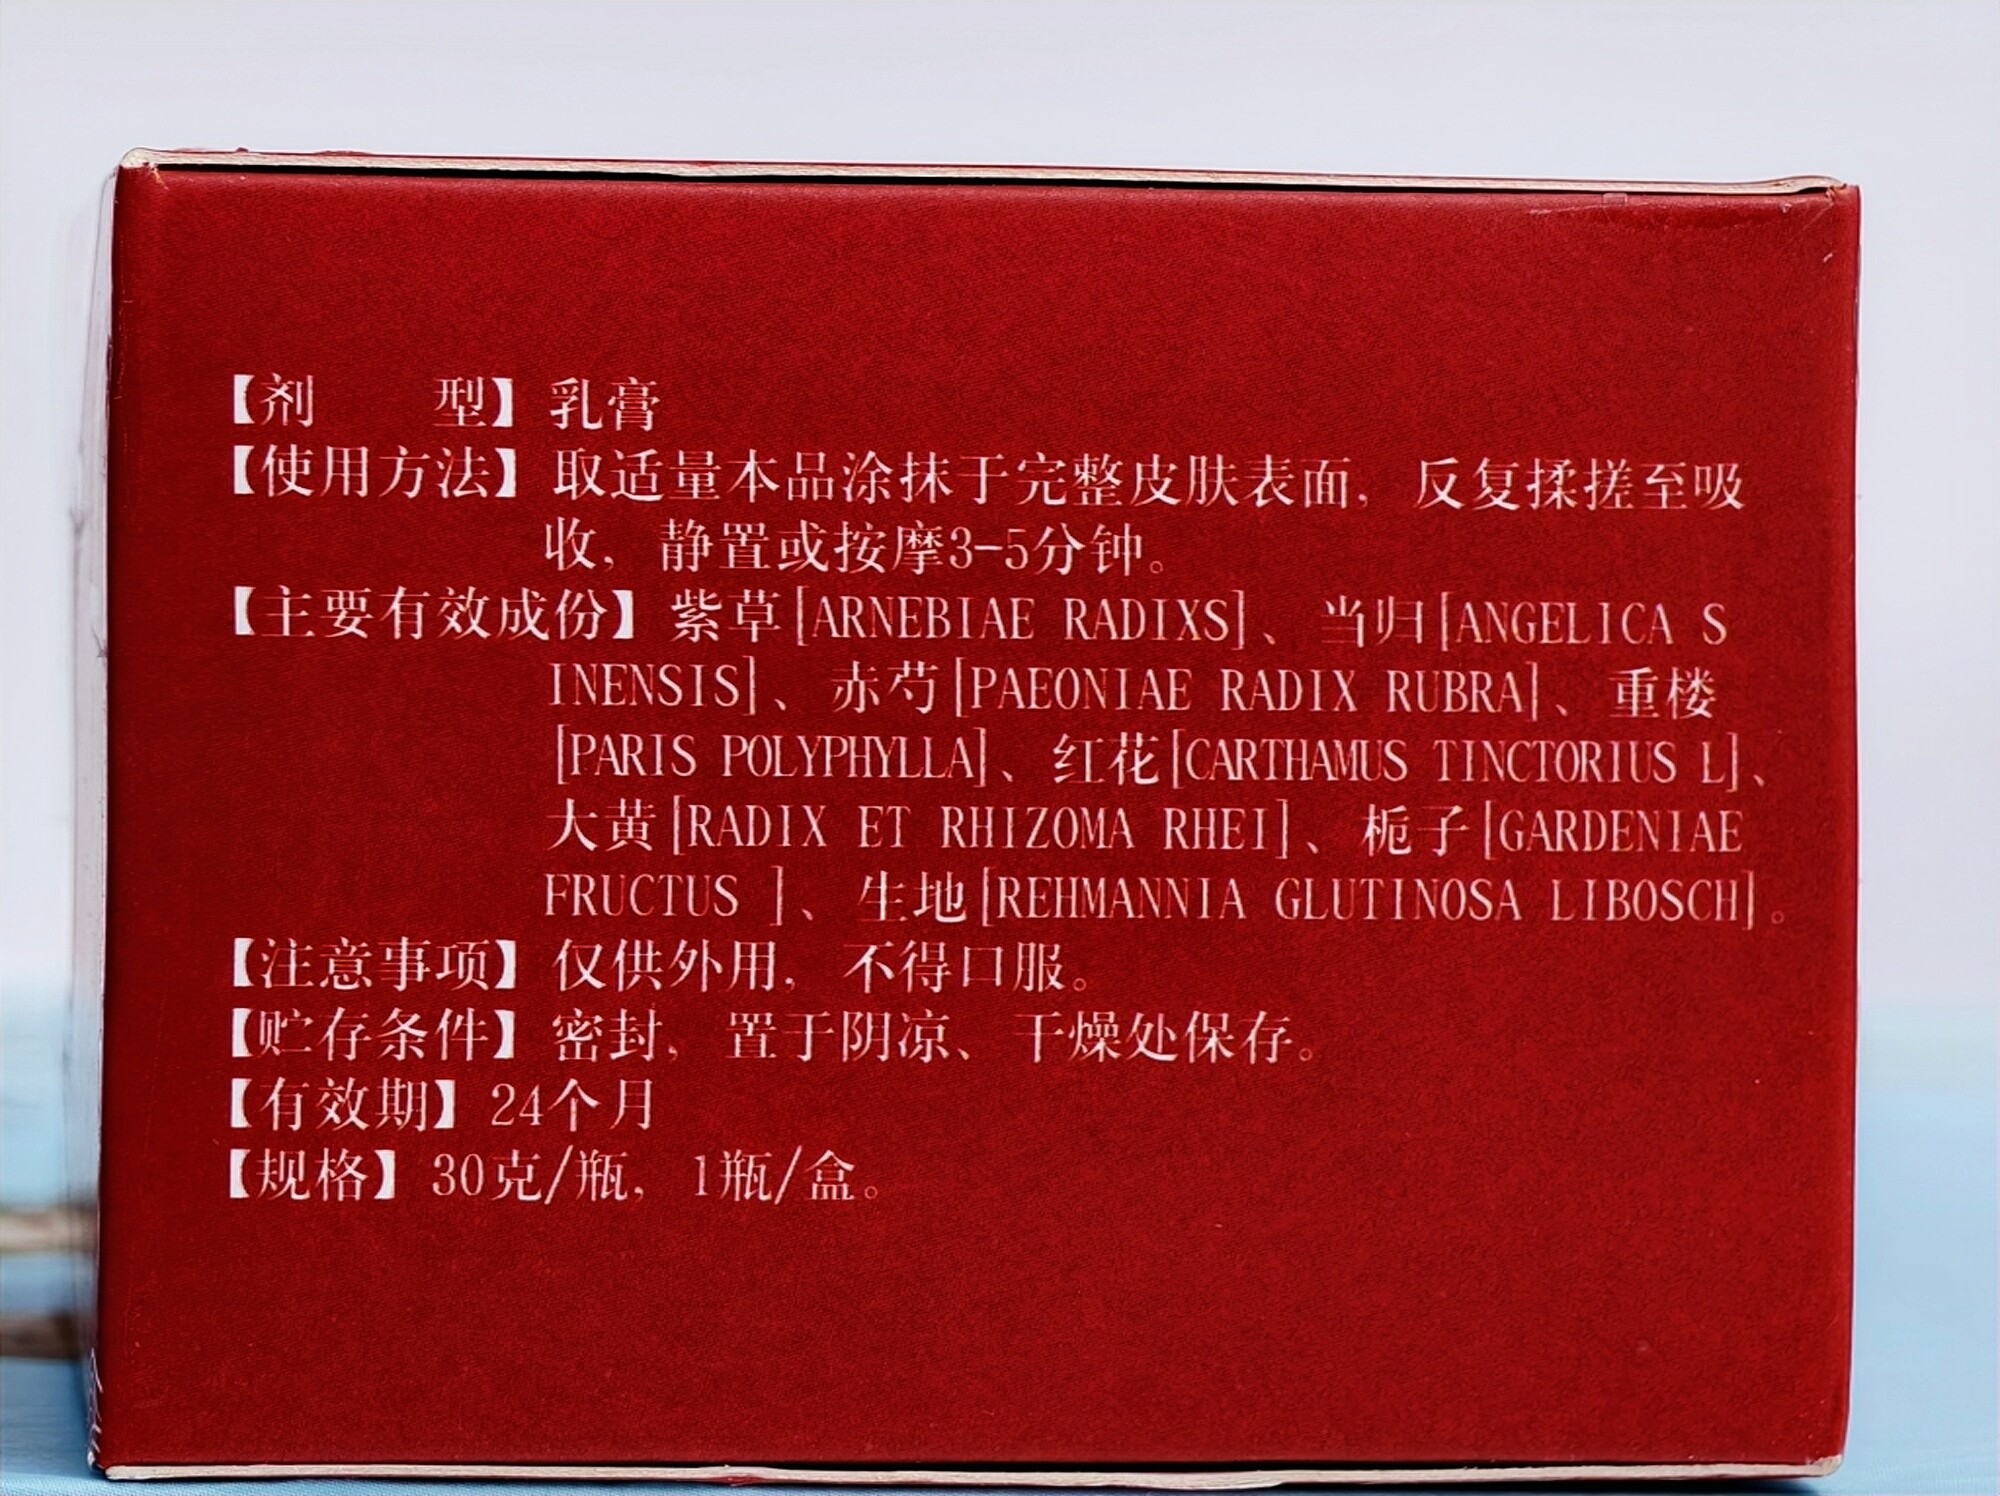 【剂　　型】乳膏
【使用方法】取适量本品涂抹于完整皮肤表面，反复揉搓至吸
收，静置或按摩3-5分钟。
【主要有效成份】紫草[ARNEBIAE RADIXS]、当归[ANGELICA S
INENSIS]、赤芍[PAEONIAE RADIX RUBRA]、重楼
[PARIS POLYPHYLLA]、红花[CARTHAMUS TINCTORIUS L]、
大黄[RADIX ET RHIZOMA RHEI]、栀子[GARDENIAE
FRUCTUS ]、生地[REHMANNIA GLUTINOSA LIBOSCH]。
【注意事项】仅供外用，不得口服。
【贮存条件】密封，置于阴凉、干燥处保存。
【有效期】24个月
【规格】30克/瓶，1瓶/盒。